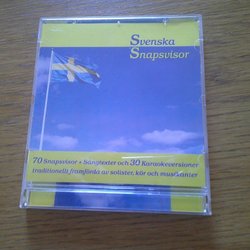 Svenska
Snapsvisor
70 Snapsvisor • Sångtexter och 30 Karaokeversioner
traditionellt framförda av solister, kör och musikanter